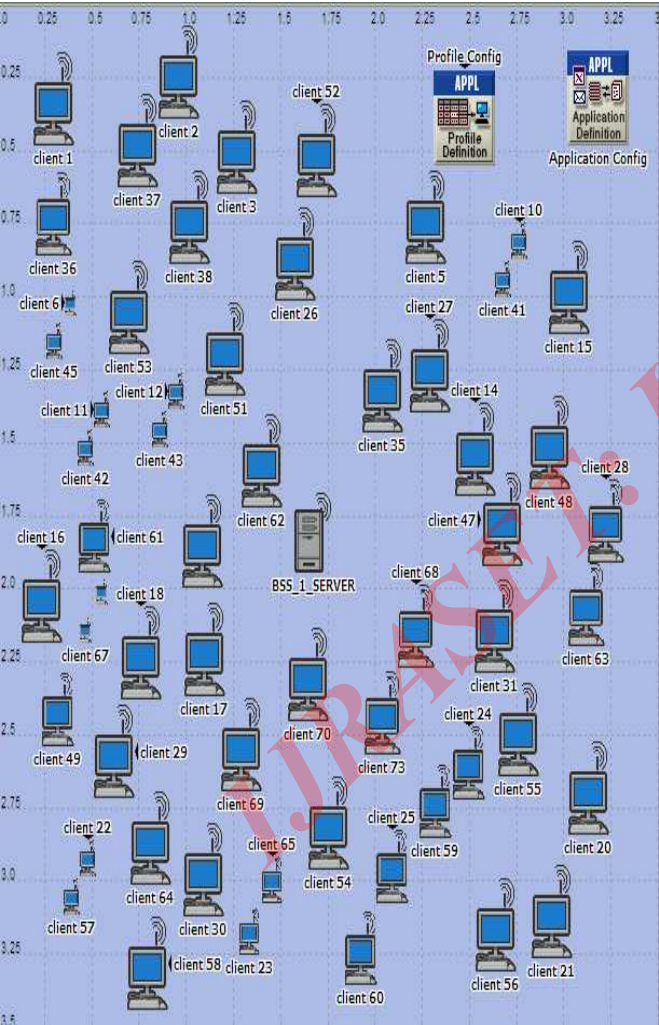 .0 0.25 0.5 0.75 1.0 1.25 1.5 1.75 2.0 2.25 2.5 2.75 3.0 3.25
0.25
Profile Config
APPL
APPL
client 52
Application
Definition
client 2
0.5
client 1
Profile
Definition
Application Config
client 37
client 3
0.75
client 10
client 36
client 38
client 5
1.0
client 6
client 26
client 27
client 41
client 53
client 15
1.25
client 45
client 12
client 14
client 11
client 51
1.5
client 35
client 43
client 42
client 28
client 48
1.75
client 62
client 47
client 16
client 61
2.0
BSS_1_SERVER
client 68
client 18
2.25
client 67
client 63
client 31
client 17
2.5
client 24
client 70
client 49
client 29
client 73
2.75
client 55
client 69
client 25
client 22
client 65
client 59
client 20
3.0
client 54
client 64
client 57
client 30
3.25
client 58
client 23
client 21
client 56
client 60
3.5
IJRASET: